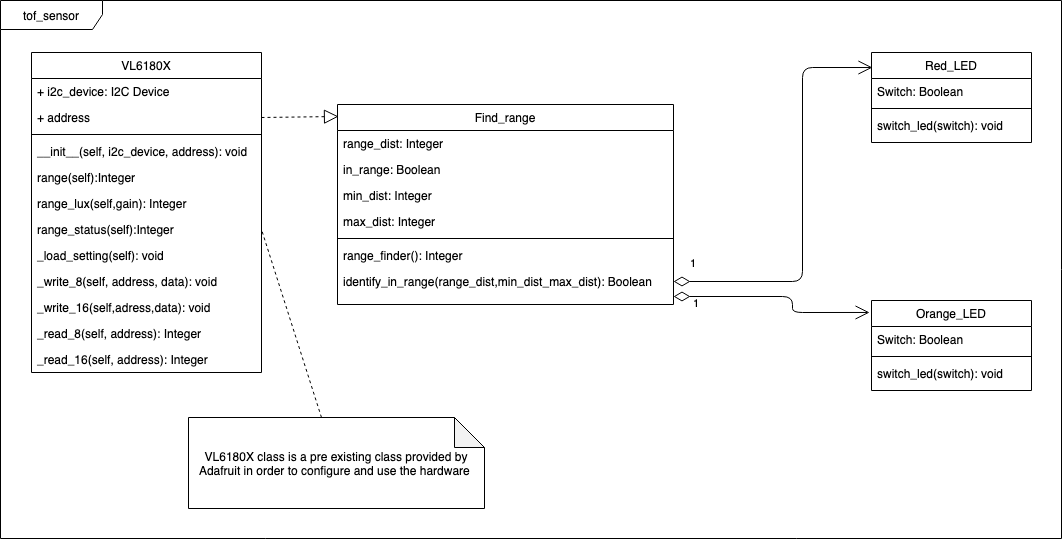 tof_sensor
VL6180X
+ i2c_device: I2C Device
+ address
__init__(self, i2c_device, address): void
range(self):Integer
range_lux(self,gain): Integer
range_status(self):Integer
_load_setting(self): void
_write_8(self, address, data): void
_write_16(self,adress,data): void
_read_8(self, address): Integer
_read_16(self, address): Integer
Find_range
range_dist: Integer
in_range: Boolean
min_dist: Integer
max_dist: Integer
range_finder(): Integer
identify_in_range(range_dist,min_dist_max_dist): Boolean
1
1
Red_LED
Switch: Boolean
switch_led(switch): void
Orange_LED
Switch: Boolean
switch_led(switch): void
VL6180X class is a pre existing class provided by
Adafruit in order to configure and use the hardware